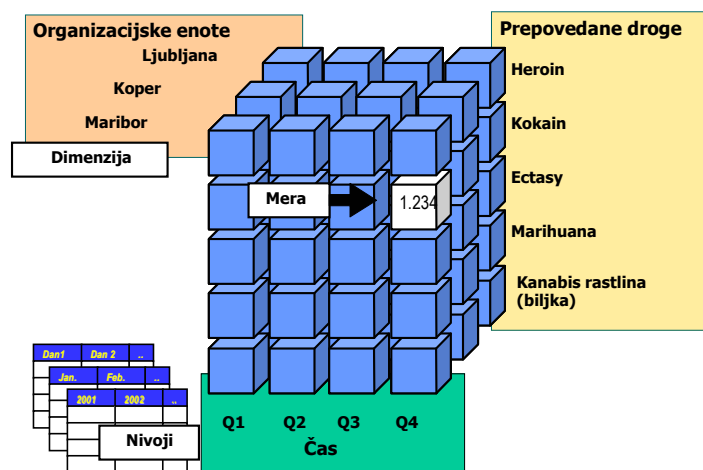 Organizacijske enote
Ljubljana
Koper
Maribor
Dimenzija
Prepovedane droge
Heroin
Kokain
Ectasy
Marihuana
Kanabis rastlina
(biljka)
Mera
1.234
Dan1 Dan 2 ..
Jan. Feb. ..
2001 2002 ..
Nivoji
Q1 Q2 Q3 Q4
Čas